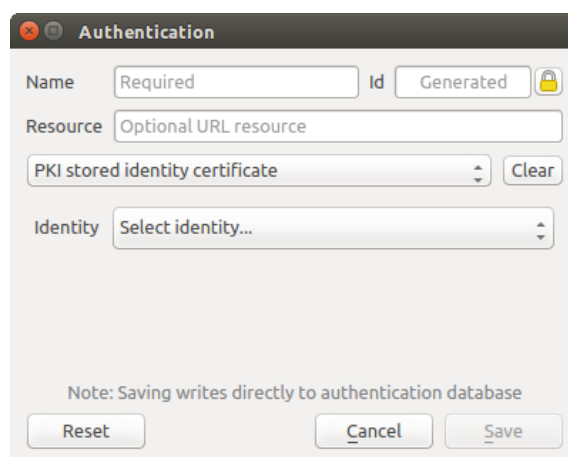 Authentication
Name Required Id Generated
Resource Optional URL resource
PKI stored identity certificate Clear
Identity Select identity...
Note: Saving writes directly to authentication database
Reset Cancel Save